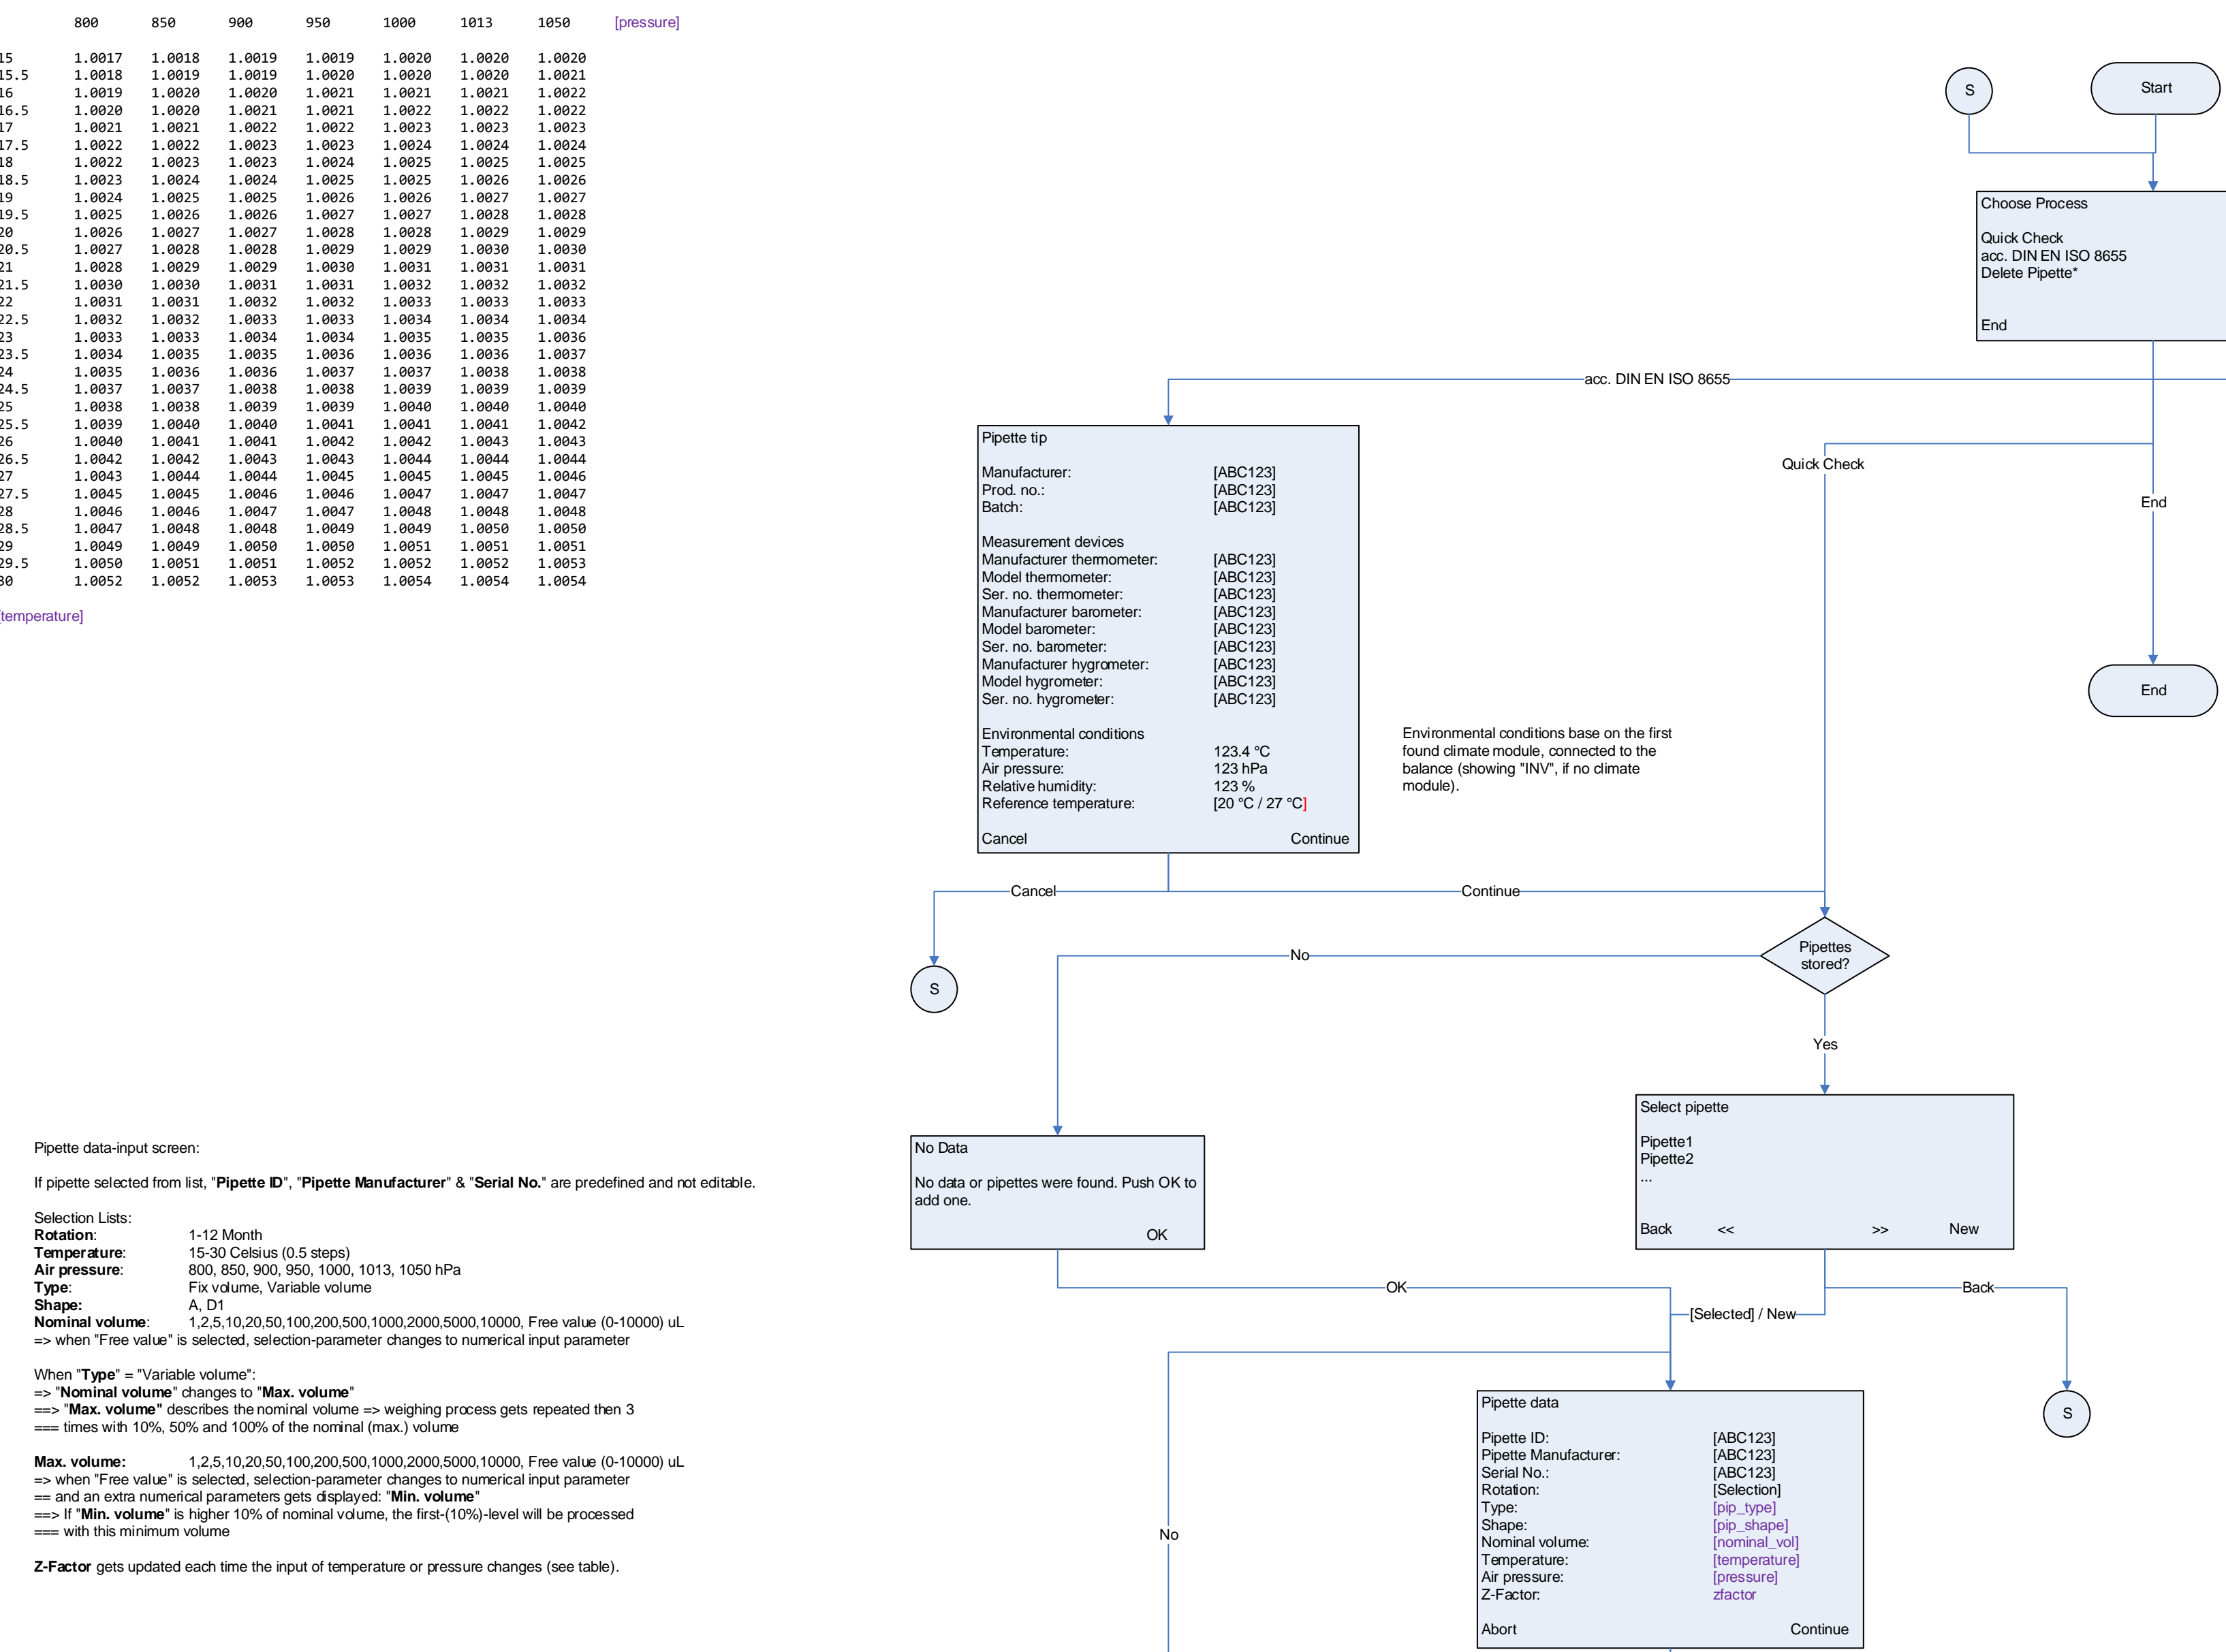 800 850 900 950 1000 1013 1050 [pressure]
15 1.0017 1.0018 1.0019 1.0019 1.0020 1.0020 1.0020
15.5 1.0018 1.0019 1.0019 1.0020 1.0020 1.0020 1.0021
16 1.0019 1.0020 1.0020 1.0021 1.0021 1.0021 1.0022
16.5 1.0020 1.0020 1.0021 1.0021 1.0022 1.0022 1.0022
17 1.0021 1.0021 1.0022 1.0022 1.0023 1.0023 1.0023
17.5 1.0022 1.0022 1.0023 1.0023 1.0024 1.0024 1.0024
18 1.0022 1.0023 1.0023 1.0024 1.0025 1.0025 1.0025
18.5 1.0023 1.0024 1.0024 1.0025 1.0025 1.0026 1.0026
19 1.0024 1.0025 1.0025 1.0026 1.0026 1.0027 1.0027
19.5 1.0025 1.0026 1.0026 1.0027 1.0027 1.0028 1.0028
20 1.0026 1.0027 1.0027 1.0028 1.0028 1.0029 1.0029
20.5 1.0027 1.0028 1.0028 1.0029 1.0029 1.0030 1.0030
21 1.0028 1.0029 1.0029 1.0030 1.0031 1.0031 1.0031
21.5 1.0030 1.0030 1.0031 1.0031 1.0032 1.0032 1.0032
22 1.0031 1.0031 1.0032 1.0032 1.0033 1.0033 1.0033
22.5 1.0032 1.0032 1.0033 1.0033 1.0034 1.0034 1.0034
23 1.0033 1.0033 1.0034 1.0034 1.0035 1.0035 1.0036
23.5 1.0034 1.0035 1.0035 1.0036 1.0036 1.0036 1.0037
24 1.0035 1.0036 1.0036 1.0037 1.0037 1.0038 1.0038
24.5 1.0037 1.0037 1.0038 1.0038 1.0039 1.0039 1.0039
25 1.0038 1.0038 1.0039 1.0039 1.0040 1.0040 1.0040
25.5 1.0039 1.0040 1.0040 1.0041 1.0041 1.0041 1.0042
26 1.0040 1.0041 1.0041 1.0042 1.0042 1.0043 1.0043
26.5 1.0042 1.0042 1.0043 1.0043 1.0044 1.0044 1.0044
27 1.0043 1.0044 1.0044 1.0045 1.0045 1.0045 1.0046
27.5 1.0045 1.0045 1.0046 1.0046 1.0047 1.0047 1.0047
28 1.0046 1.0046 1.0047 1.0047 1.0048 1.0048 1.0048
28.5 1.0047 1.0048 1.0048 1.0049 1.0049 1.0050 1.0050
29 1.0049 1.0049 1.0050 1.0050 1.0051 1.0051 1.0051
29.5 1.0050 1.0051 1.0051 1.0052 1.0052 1.0052 1.0053
30 1.0052 1.0052 1.0053 1.0053 1.0054 1.0054 1.0054
[temperature]
S
Start
Choose Process
Quick Check
acc. DIN EN ISO 8655
Delete Pipette*
End
acc. DIN EN ISO 8655
Quick Check
End
End
Pipette tip
Manufacturer: [ABC123]
Prod. no.: [ABC123]
Batch: [ABC123]
Measurement devices
Manufacturer thermometer: [ABC123]
Model thermometer: [ABC123]
Ser. no. thermometer: [ABC123]
Manufacturer barometer: [ABC123]
Model barometer: [ABC123]
Ser. no. barometer: [ABC123]
Manufacturer hygrometer: [ABC123]
Model hygrometer: [ABC123]
Ser. no. hygrometer: [ABC123]
Environmental conditions
Temperature: 123.4 °C
Air pressure: 123 hPa
Relative humidity: 123 %
Reference temperature: [20 °C / 27 °C]
Cancel Continue
Environmental conditions base on the first
found climate module, connected to the
balance (showing "INV", if no climate
module).
Cancel
Continue
S
Pipettes
stored?
No
Yes
No Data
No data or pipettes were found. Push OK to
add one.
OK
Select pipette
Pipette1
Pipette2
...
Back << >> New
OK
[Selected] / New
Back
S
No
Pipette data
Pipette ID: [ABC123]
Pipette Manufacturer: [ABC123]
Serial No.: [ABC123]
Rotation: [Selection]
Type: [pip_type]
Shape: [pip_shape]
Nominal volume: [nominal_vol]
Temperature: [temperature]
Air pressure: [pressure]
Z-Factor: zfactor
Abort Continue
Pipette data-input screen:
If pipette selected from list, "Pipette ID", "Pipette Manufacturer" & "Serial No." are predefined and not editable.
Selection Lists:
Rotation: 1-12 Month
Temperature: 15-30 Celsius (0.5 steps)
Air pressure: 800, 850, 900, 950, 1000, 1013, 1050 hPa
Type: Fix volume, Variable volume
Shape: A, D1
Nominal volume: 1,2,5,10,20,50,100,200,500,1000,2000,5000,10000, Free value (0-10000) uL
=> when "Free value" is selected, selection-parameter changes to numerical input parameter
When "Type" = "Variable volume":
=> "Nominal volume" changes to "Max. volume"
==> "Max. volume" describes the nominal volume => weighing process gets repeated then 3
=== times with 10%, 50% and 100% of the nominal (max.) volume
Max. volume: 1,2,5,10,20,50,100,200,500,1000,2000,5000,10000, Free value (0-10000) uL
=> when "Free value" is selected, selection-parameter changes to numerical input parameter
== and an extra numerical parameters gets displayed: "Min. volume"
==> If "Min. volume" is higher 10% of nominal volume, the first-(10%)-level will be processed
=== with this minimum volume
Z-Factor gets updated each time the input of temperature or pressure changes (see table).